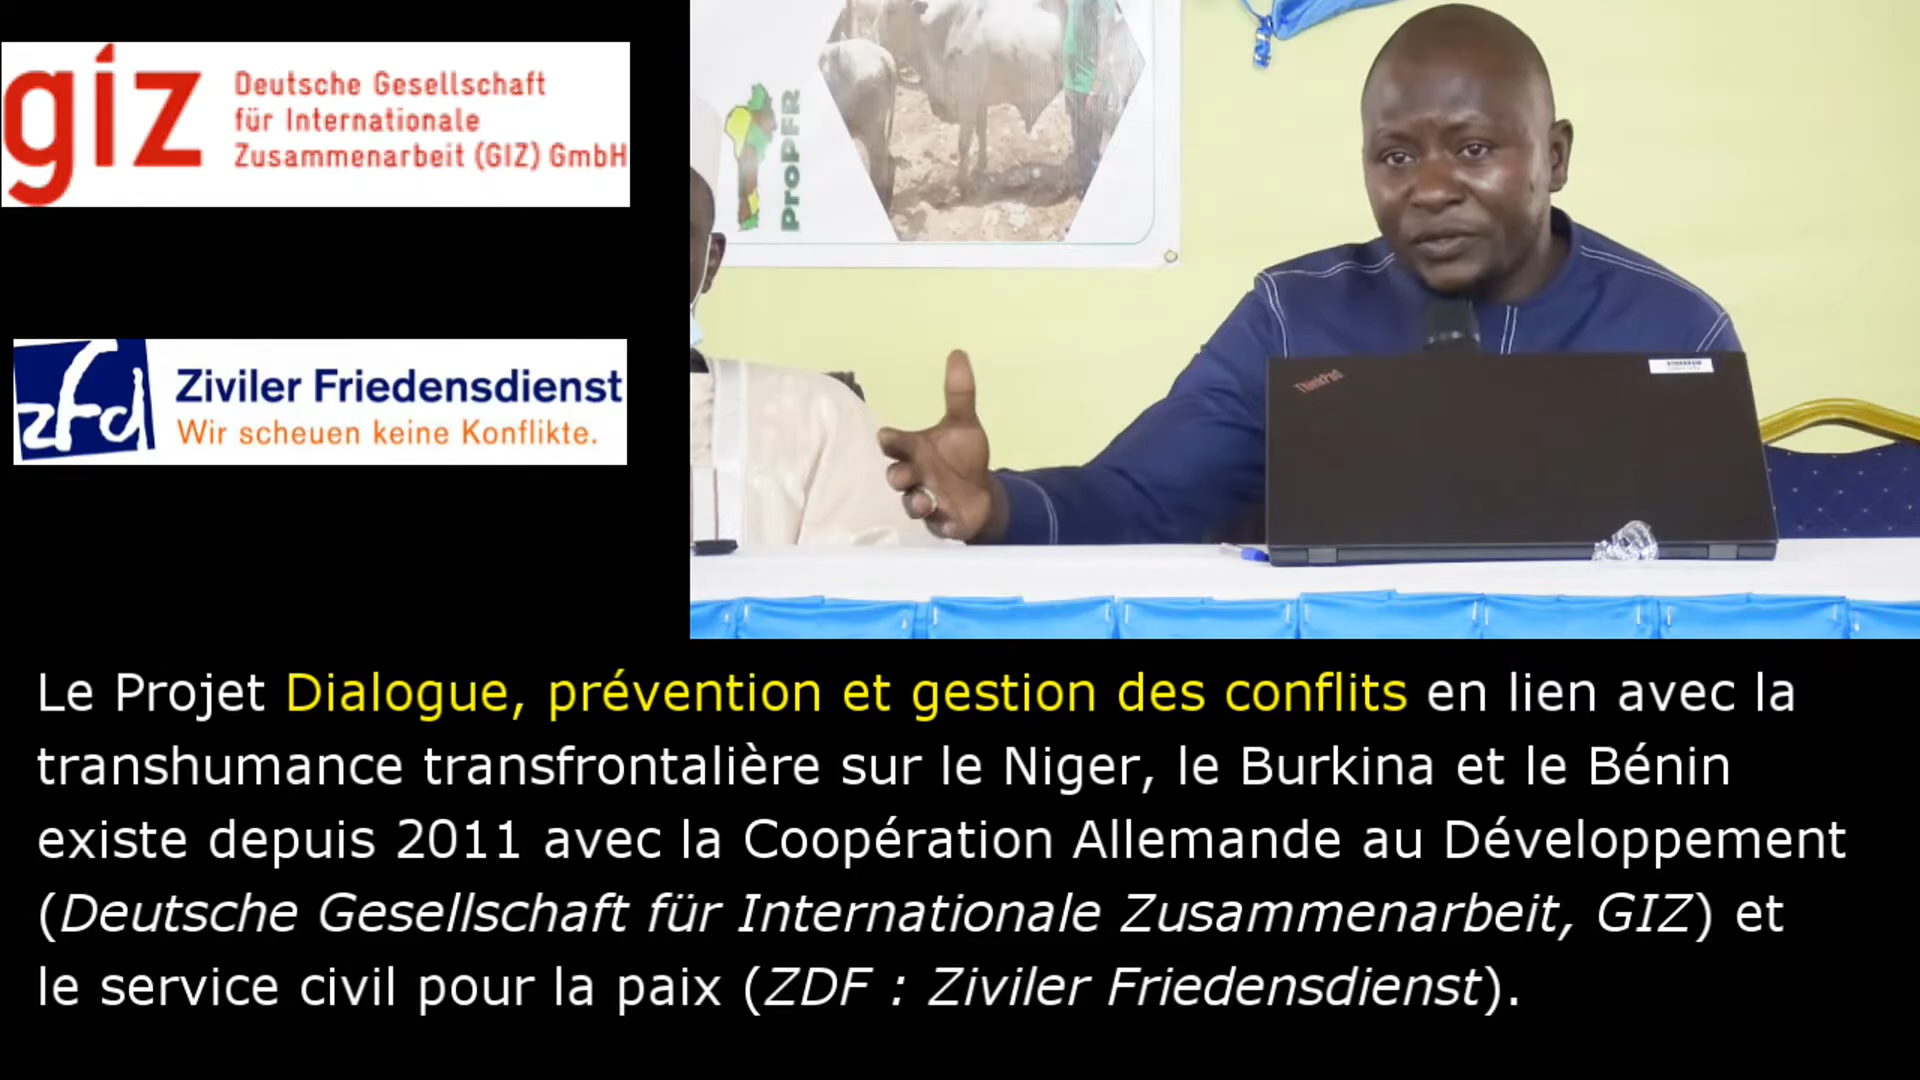 giz
Deutsche Gesellschaft
für Internationale
Zusammenarbeit (GIZ) GmbH
zfd
Ziviler Friedensdienst
Wir scheuen keine Konflikte.
ProPFR
ThinkPad
Le Projet Dialogue, prévention et gestion des conflits en lien avec la
transhumance transfrontalière sur le Niger, le Burkina et le Bénin
existe depuis 2011 avec la Coopération Allemande au Développement
(Deutsche Gesellschaft für Internationale Zusammenarbeit, GIZ) et
le service civil pour la paix (ZDF : Ziviler Friedensdienst).